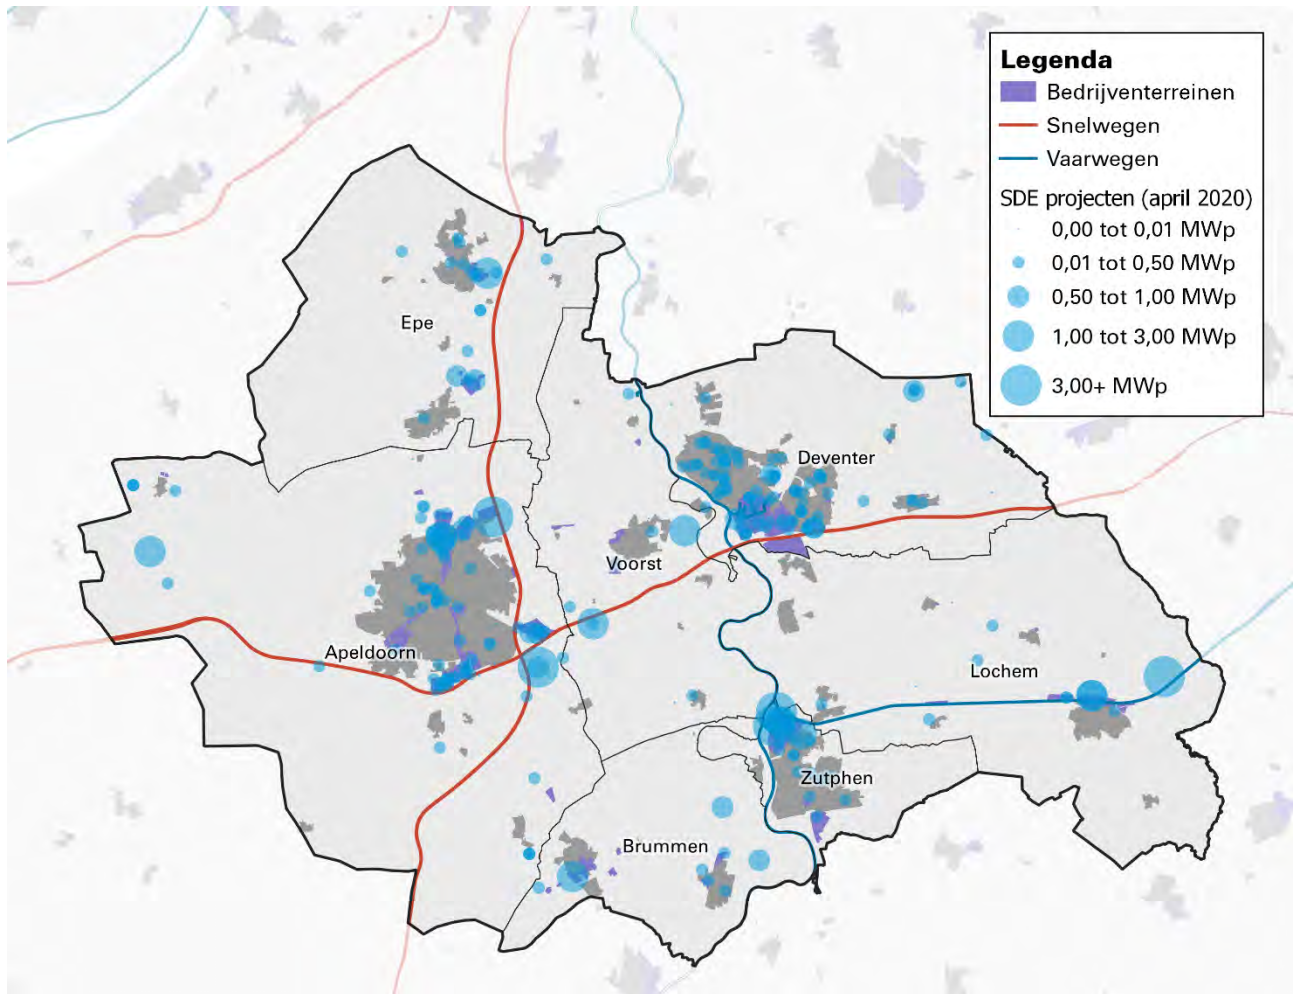 Legenda
Bedrijventerreinen
Snelwegen
Vaarwegen
SDE projecten (april 2020)
0,00 tot 0,01 MWp
0,01 tot 0,50 MWp
0,50 tot 1,00 MWp
1,00 tot 3,00 MWp
3,00+ MWp
Epe
Deventer
Voorst
Apeldoorn
Lochem
Zutphen
Brummen